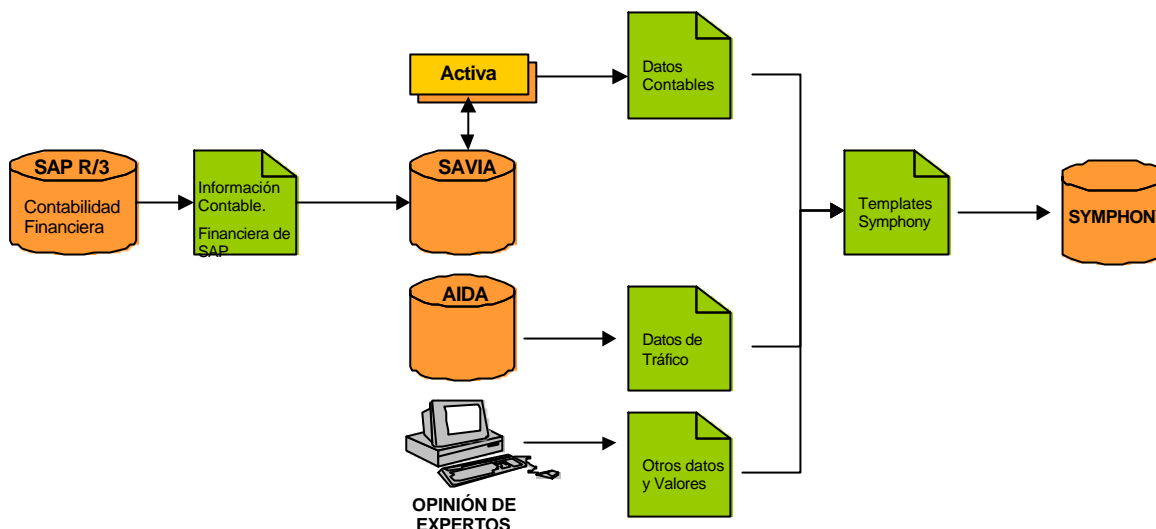 Activa
Datos
Contables
SAP R/3
Contabilidad
Financiera
Información
Contable.
Financiera de
SAP
SAVIA
Templates
Symphony
SYMPHONY
AIDA
Datos de
Tráfico
Otros datos
y Valores
OPINIÓN DE
EXPERTOS